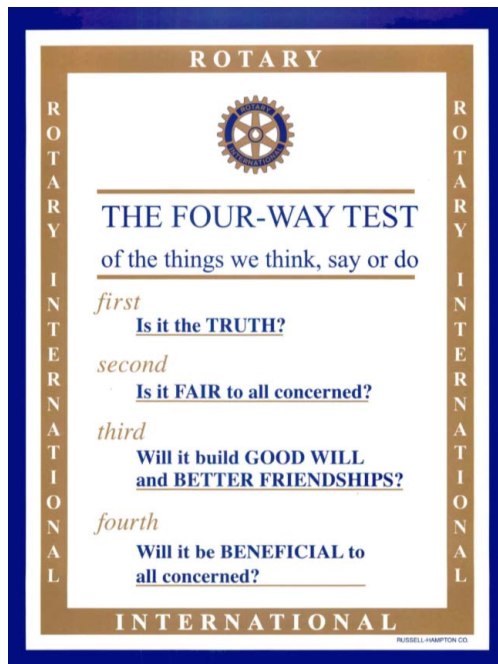 ROTARY
ROTARY INTERNATIONAL
ROTARY INTERNATIONAL
ROTARY
INTERNATIONAL
THE FOUR-WAY TEST
of the things we think, say or do
first
Is it the TRUTH?
second
Is it FAIR to all concerned?
third
Will it build GOOD WILL
and BETTER FRIENDSHIPS?
fourth
Will it be BENEFICIAL to
all concerned?
INTERNATIONAL
RUSSELL-HAMPTON CO.